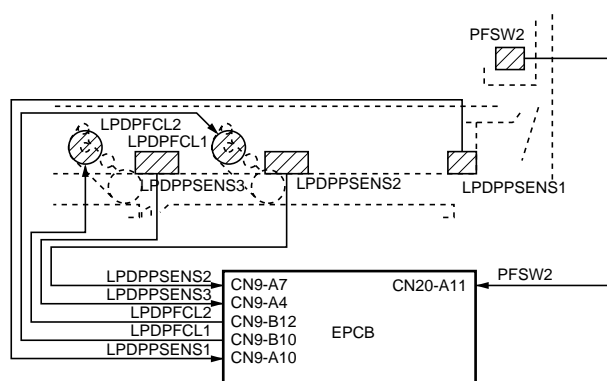 PFSW2
LPDPFCL2
LPDPFCL1
LPDPPSENS3
LPDPPSENS2
LPDPPSENS1
LPDPPSENS2
CN9-A7
CN20-A11
PFSW2
LPDPPSENS3
CN9-A4
LPDPFCL2
CN9-B12
EPCB
LPDPFCL1
CN9-B10
LPDPPSENS1
CN9-A10